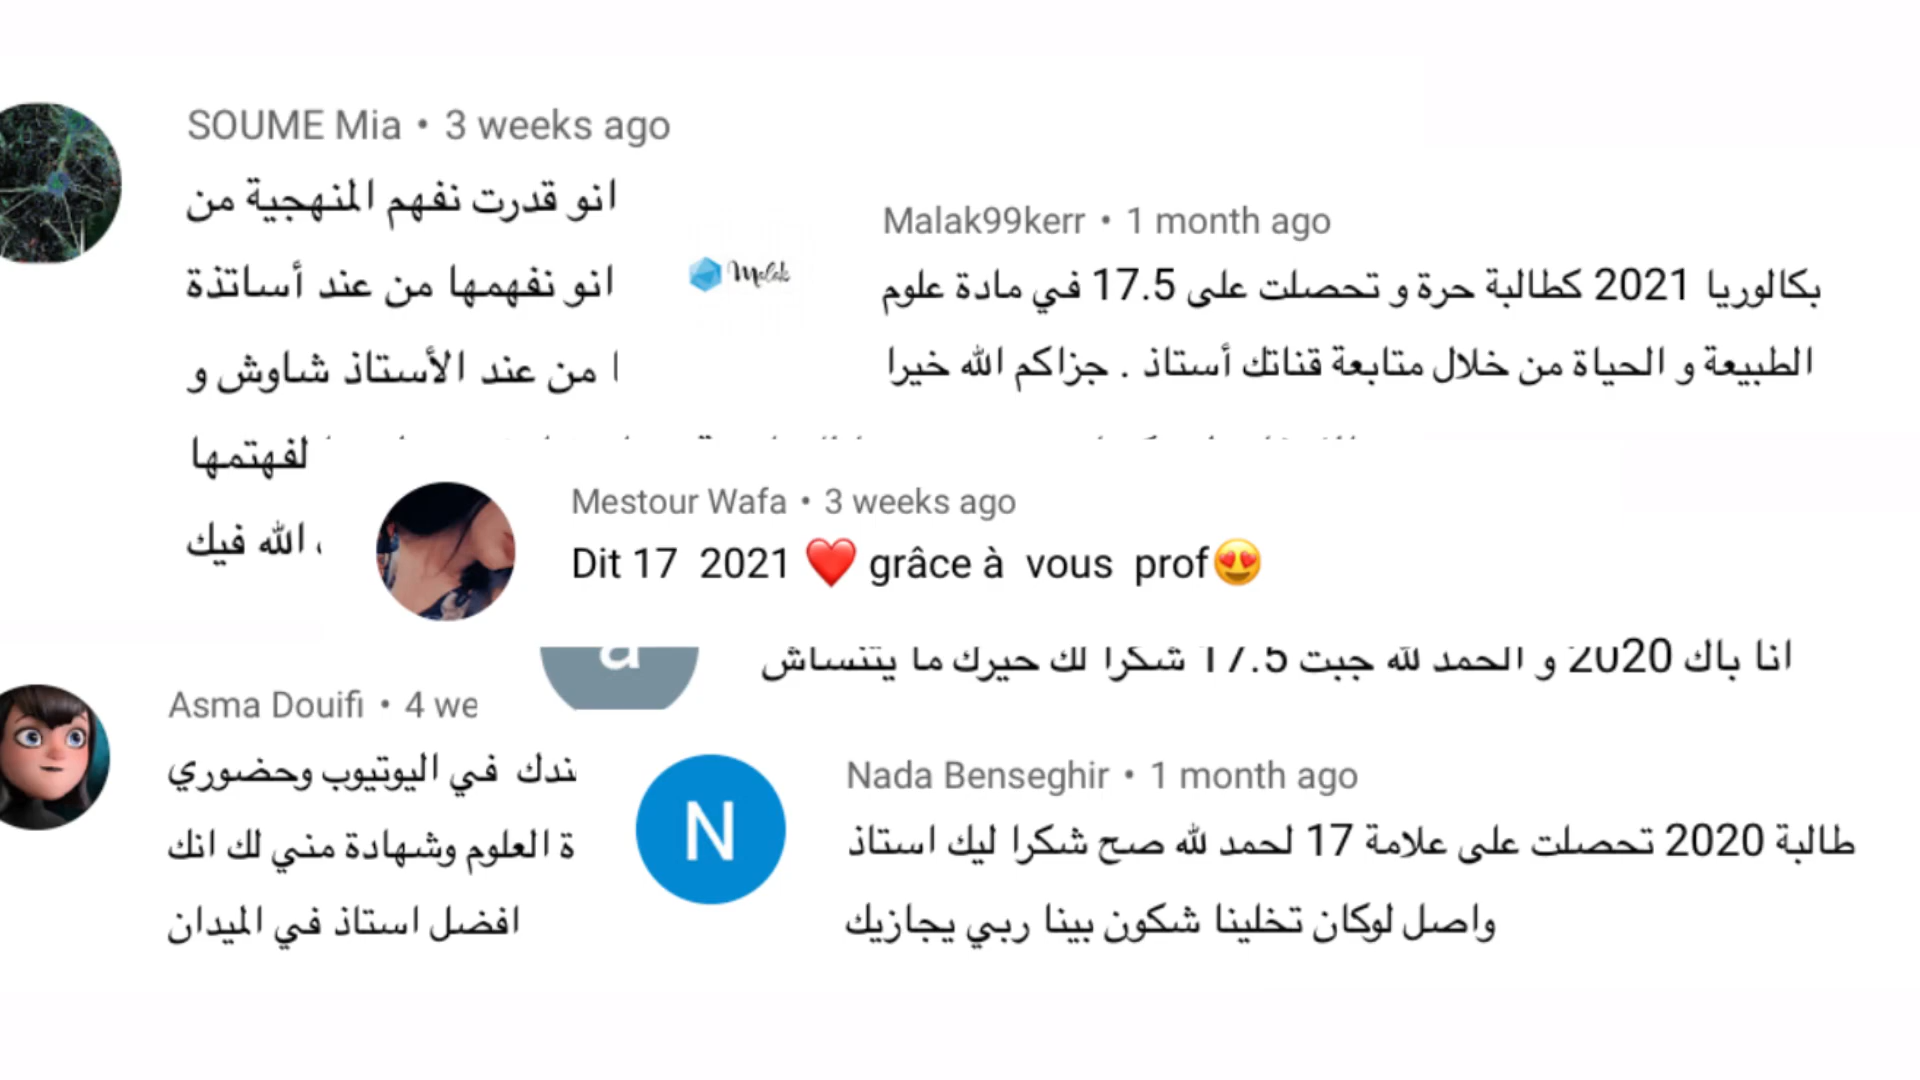 SOUME Mia • 3 weeks ago
انو قدرت نفهم المنهجية من
انو نفهمها من عند أساتذة
ا من عند الأستاذ شاوش و
لفهتمها
الله فيك
Malak
Malak99kerr • 1 month ago
بكالوريا 2021 كطالبة حرة و تحصلت على 17.5 في مادة علوم
الطبيعة و الحياة من خلال متابعة قناتك أستاذ . جزاكم الله خيرا
Mestour Wafa • 3 weeks ago
Dit 17 2021 ❤️ grâce à vous prof😍
a
انا باك 2020 و الحمد لله جبت 17.5 شكرا لك خيرك ما يتنساش
Asma Douifi • 4 we
ندك في اليوتيوب وحضوري
ة العلوم وشهادة مني لك انك
افضل استاذ في الميدان
N
Nada Benseghir • 1 month ago
طالبة 2020 تحصلت على علامة 17 لحمد لله صح شكرا ليك استاذ
واصل لوكان تخلينا شكون بينا ربي يجازيك